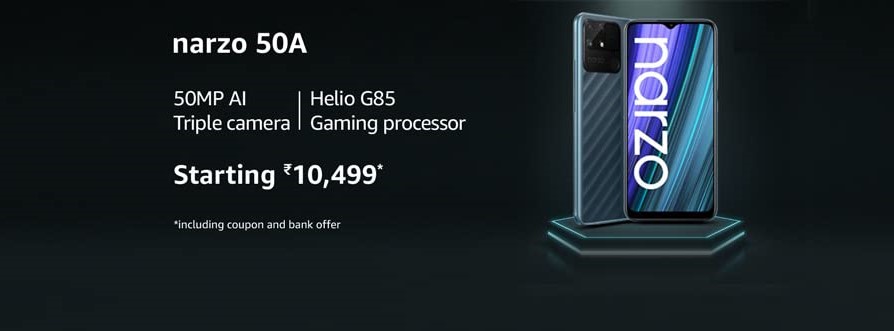 narzo 50A
50MP AI | Helio G85
Triple camera | Gaming processor
Starting ₹10,499*
*including coupon and bank offer
narzo